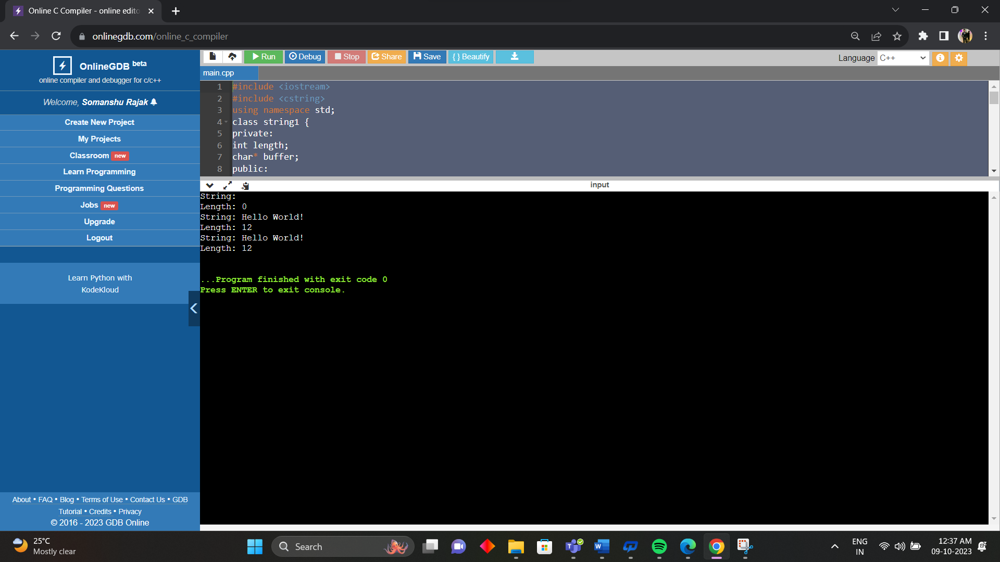 Online C Compiler - online edito
onlinegdb.com/online_c_compiler
OnlineGDB beta
online compiler and debugger for c/c++
Welcome, Somanshu Rajak
Create New Project
My Projects
Classroom new
Learn Programming
Programming Questions
Jobs new
Upgrade
Logout
Learn Python with
KodeKloud
About • FAQ • Blog • Terms of Use • Contact Us • GDB
Tutorial • Credits • Privacy
© 2016 - 2023 GDB Online
Run Debug Stop Share Save { } Beautify
Language C++
main.cpp
1 #include <iostream>
2 #include <cstring>
3 using namespace std;
4 class string1 {
5 private:
6 int length;
7 char* buffer;
8 public:
input
String:
Length: 0
String: Hello World!
Length: 12
String: Hello World!
Length: 12
...Program finished with exit code 0
Press ENTER to exit console.
25°C
Mostly clear
Search
ENG
IN
12:37 AM
09-10-2023